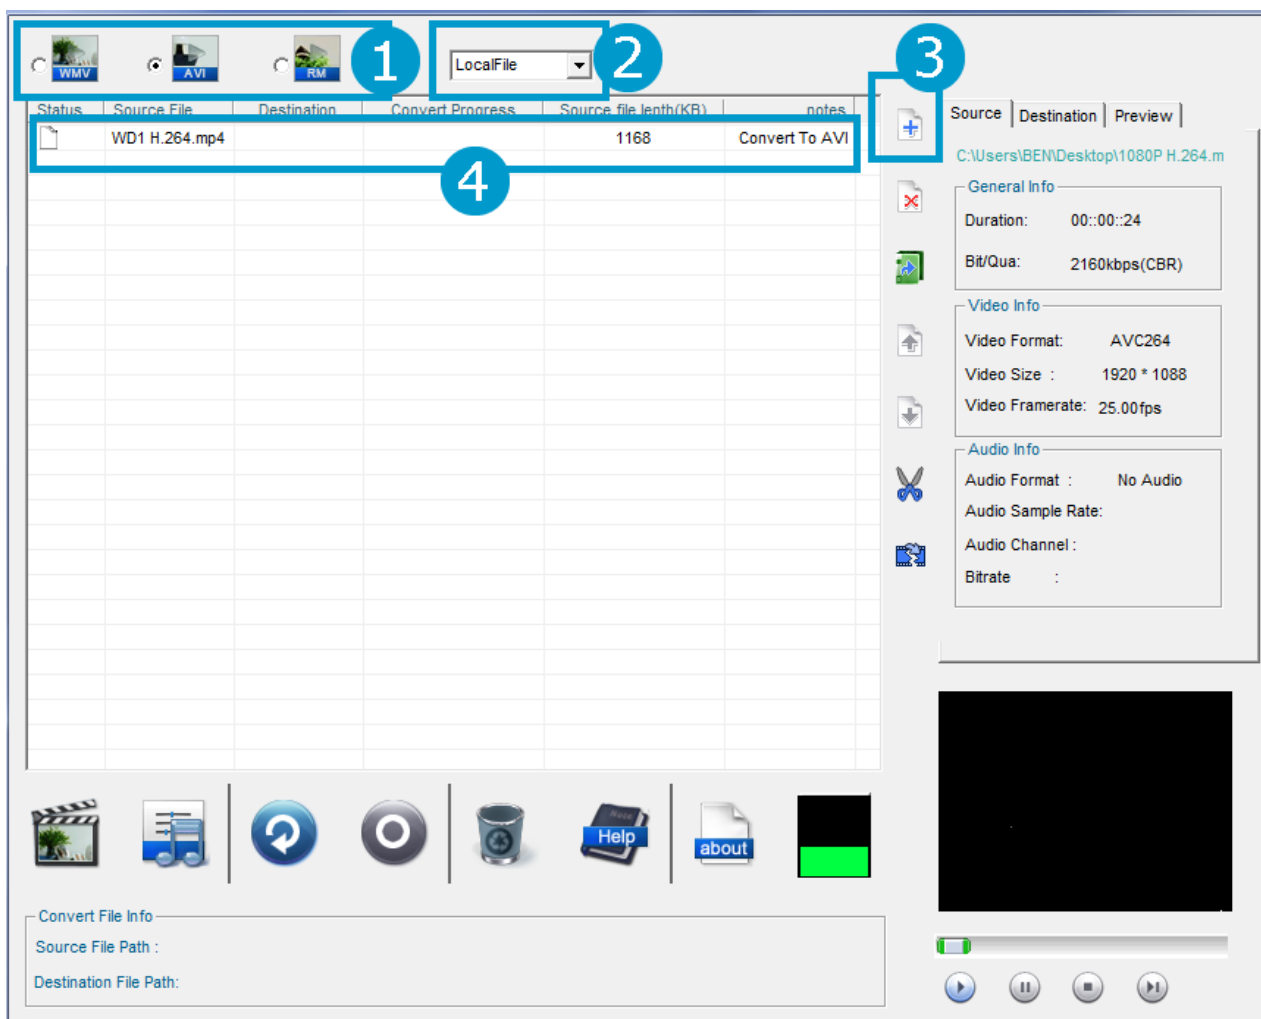 1
2
3
WMV
AVI
RM
LocalFile
Status Source File Destination Convert Progress Source file lenth(KB) notes
WD1 H.264.mp4 1168 Convert To AVI
4
Source Destination Preview
C:\Users\BEN\Desktop\1080P H.264.m
General Info
Duration: 00::00::24
Bit/Qua: 2160kbps(CBR)
Video Info
Video Format: AVC264
Video Size : 1920 * 1088
Video Framerate: 25.00fps
Audio Info
Audio Format : No Audio
Audio Sample Rate:
Audio Channel :
Bitrate :
Note
Help
about
Convert File Info
Source File Path :
Destination File Path: